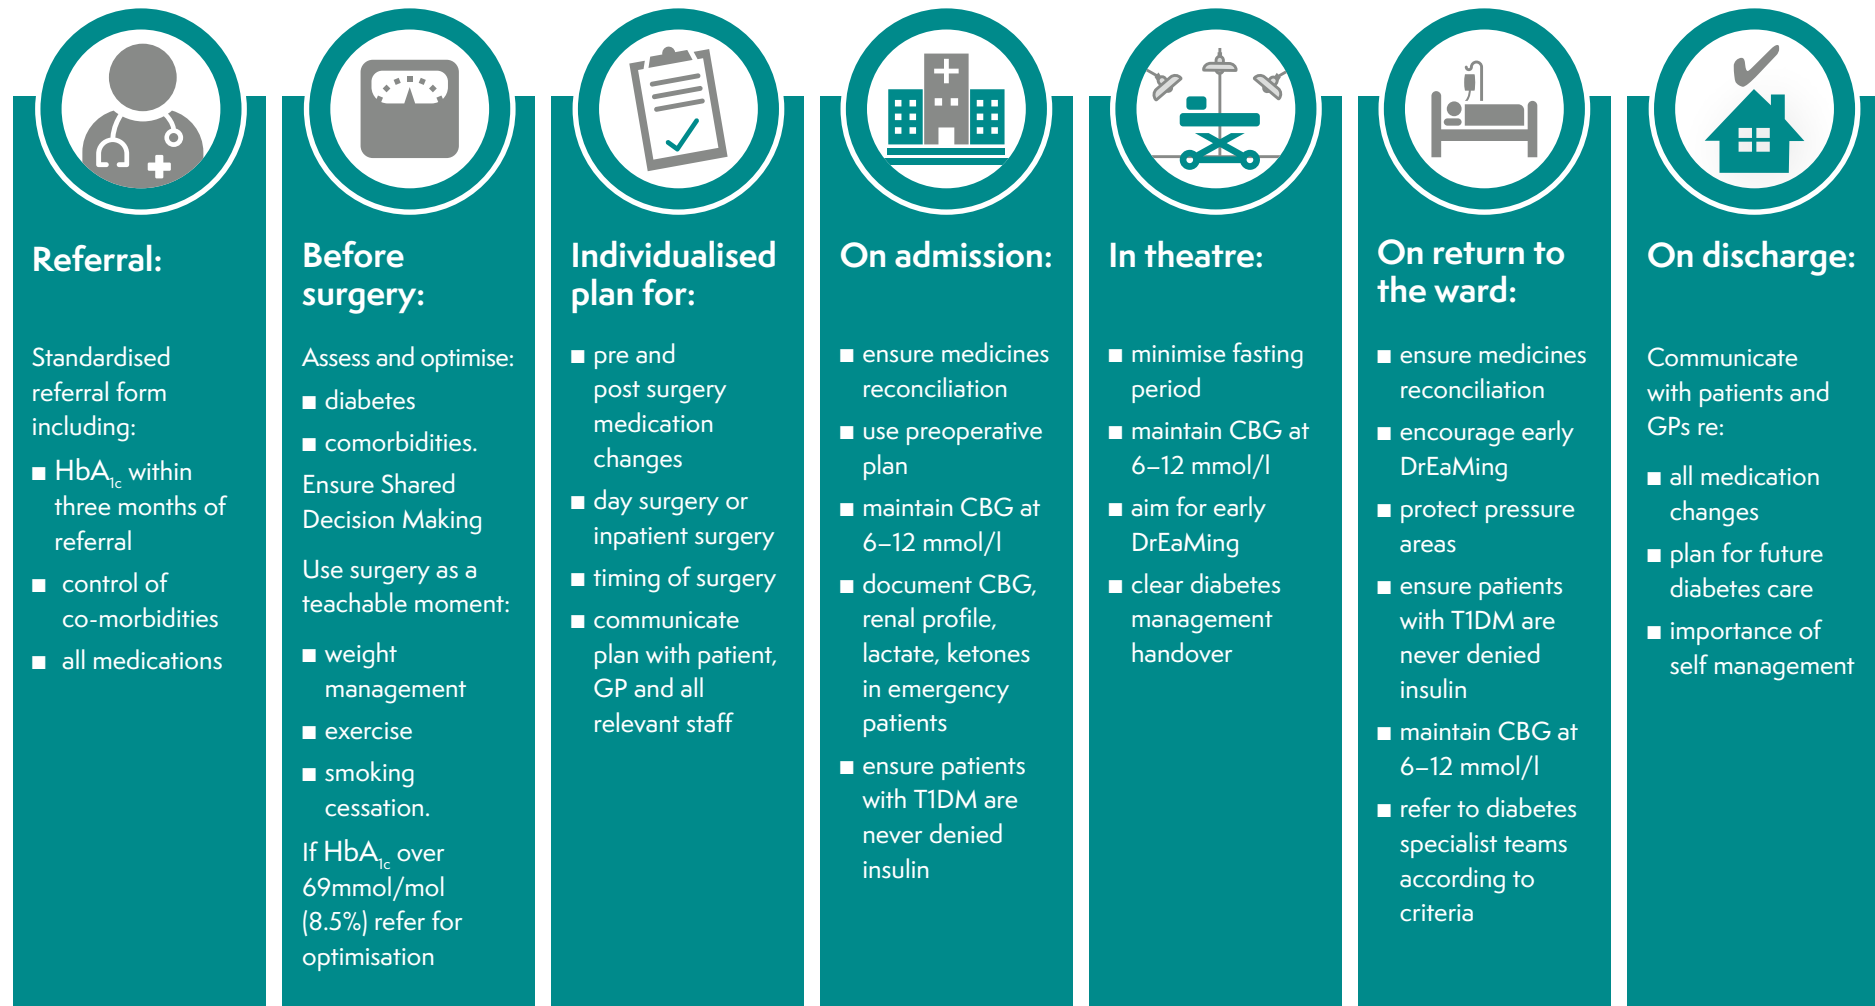 Referral:
Standardised
referral form
including:
■ HbA1c within
three months of
referral
■ control of
co-morbidities
■ all medications
Before
surgery:
Assess and optimise:
■ diabetes
■ comorbidities.
Ensure Shared
Decision Making
Use surgery as a
teachable moment:
■ weight
management
■ exercise
■ smoking
cessation.
If HbA1c over
69mmol/mol
(8.5%) refer for
optimisation
Individualised
plan for:
■ pre and
post surgery
medication
changes
■ day surgery or
inpatient surgery
■ timing of surgery
■ communicate
plan with patient,
GP and all
relevant staff
On admission:
■ ensure medicines
reconciliation
■ use preoperative
plan
■ maintain CBG at
6–12 mmol/l
■ document CBG,
renal profile,
lactate, ketones
in emergency
patients
■ ensure patients
with T1DM are
never denied
insulin
In theatre:
■ minimise fasting
period
■ maintain CBG at
6–12 mmol/l
■ aim for early
DrEaMing
■ clear diabetes
management
handover
On return to
the ward:
■ ensure medicines
reconciliation
■ encourage early
DrEaMing
■ protect pressure
areas
■ ensure patients
with T1DM are
never denied
insulin
■ maintain CBG at
6–12 mmol/l
■ refer to diabetes
specialist teams
according to
criteria
On discharge:
Communicate
with patients and
GPs re:
■ all medication
changes
■ plan for future
diabetes care
■ importance of
self management